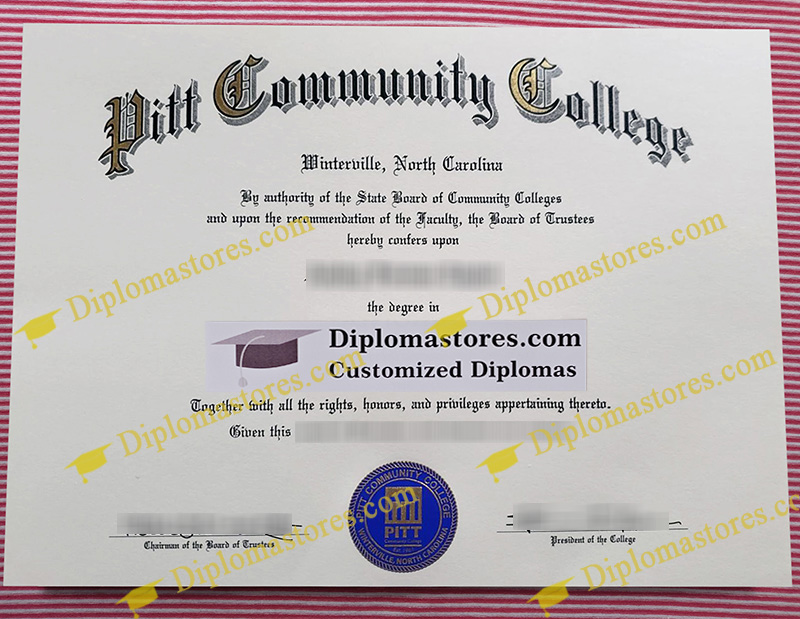 Pitt Community College
Winterville, North Carolina
By authority of the State Board of Community Colleges
and upon the recommendation of the Faculty, the Board of Trustees
hereby confers upon
the degree in
Diplomastores.com
Customized Diplomas
Together with all the rights, honors, and privileges appertaining thereto.
Given this
PITT COMMUNITY COLLEGE
PITT
Community College
WINTERVILLE, NORTH CAROLINA
Chairman of the Board of Trustees
President of the College
Diplomastores.com
Diplomastores.com
Diplomastores.com
Diplomastores.com
Diplomastores.com
Diplomastores.com